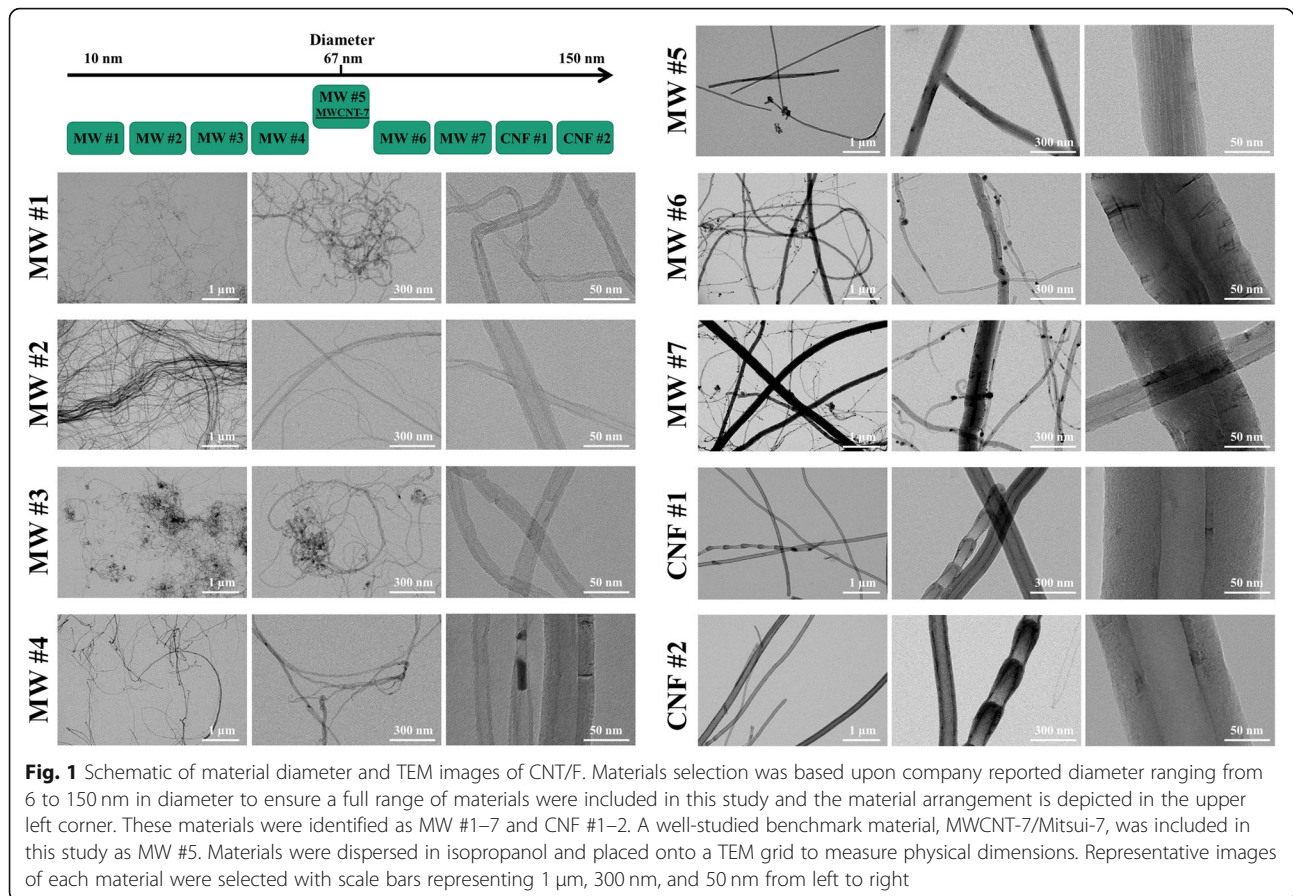 Diameter
10 nm 67 nm 150 nm
MW #5
MWCNT-7
MW #1 MW #2 MW #3 MW #4 MW #6 MW #7 CNF #1 CNF #2
MW #1
1 µm 300 nm 50 nm
MW #2
1 µm 300 nm 50 nm
MW #3
1 µm 300 nm 50 nm
MW #4
1 µm 300 nm 50 nm
MW #5
1 µm 300 nm 50 nm
MW #6
1 µm 300 nm 50 nm
MW #7
1 µm 300 nm 50 nm
CNF #1
1 µm 300 nm 50 nm
CNF #2
1 µm 300 nm 50 nm
Fig. 1 Schematic of material diameter and TEM images of CNT/F. Materials selection was based upon company reported diameter ranging from
6 to 150 nm in diameter to ensure a full range of materials were included in this study and the material arrangement is depicted in the upper
left corner. These materials were identified as MW #1–7 and CNF #1–2. A well-studied benchmark material, MWCNT-7/Mitsui-7, was included in
this study as MW #5. Materials were dispersed in isopropanol and placed onto a TEM grid to measure physical dimensions. Representative images
of each material were selected with scale bars representing 1 µm, 300 nm, and 50 nm from left to right